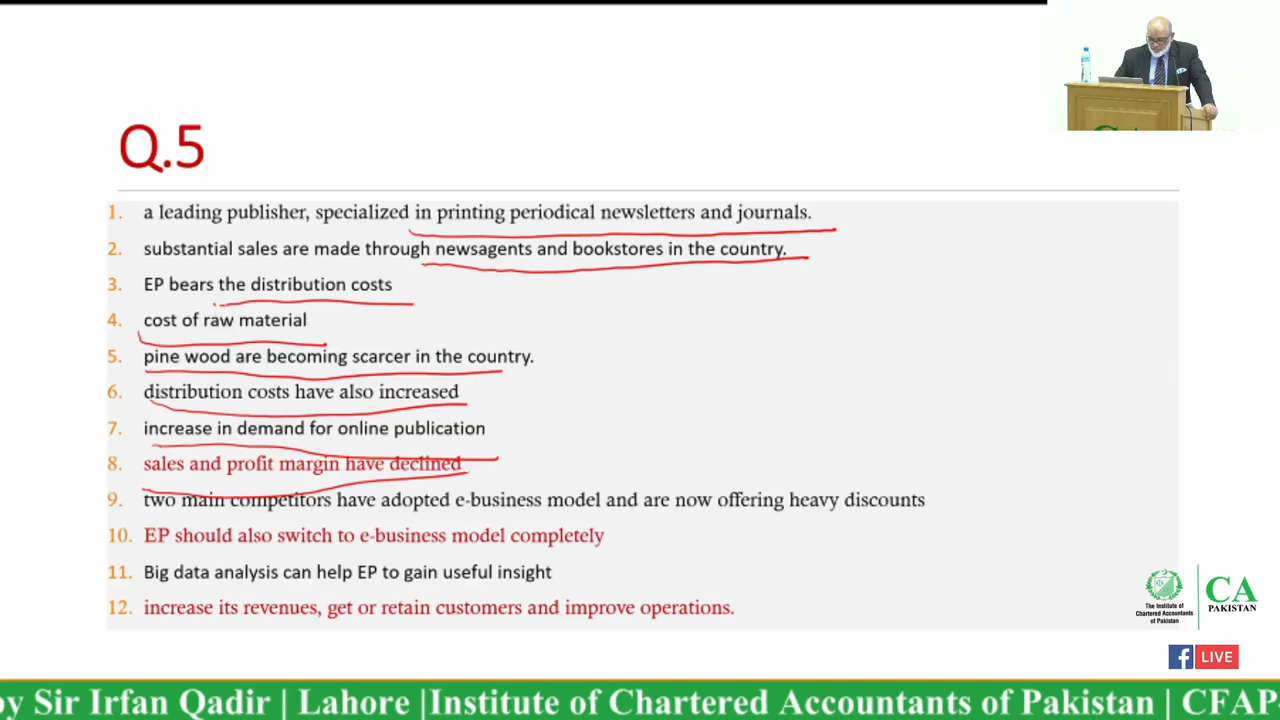 Q.5
1. a leading publisher, specialized in printing periodical newsletters and journals.
2. substantial sales are made through newsagents and bookstores in the country.
3. EP bears the distribution costs
4. cost of raw material
5. pine wood are becoming scarcer in the country.
6. distribution costs have also increased
7. increase in demand for online publication
8. sales and profit margin have declined
9. two main competitors have adopted e-business model and are now offering heavy discounts
10. EP should also switch to e-business model completely
11. Big data analysis can help EP to gain useful insight
12. increase its revenues, get or retain customers and improve operations.
The Institute of
Chartered Accountants
of Pakistan
CA
PAKISTAN
f LIVE
by Sir Irfan Qadir | Lahore |Institute of Chartered Accountants of Pakistan | CFAP